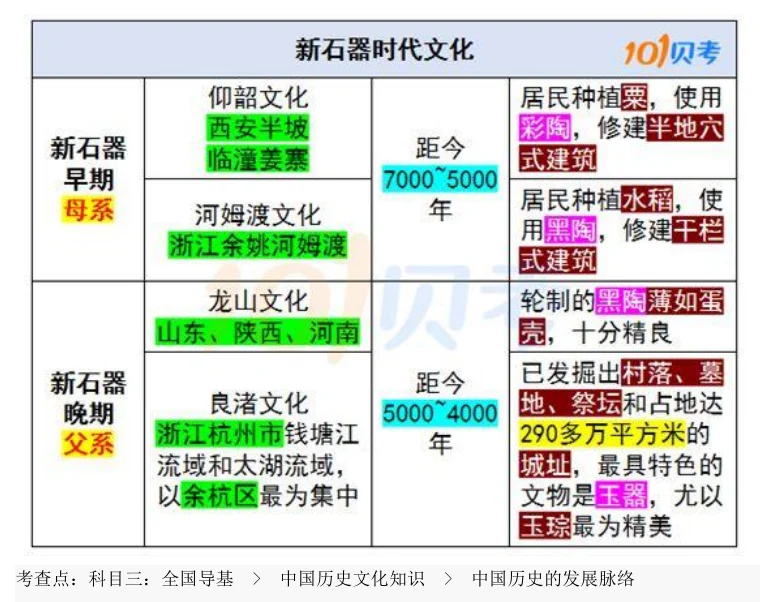 新石器时代文化
101贝考
新石器
早期
母系
仰韶文化
西安半坡
临潼姜寨
距今
7000~5000
年
居民种植粟，使用
彩陶，修建半地穴
式建筑
河姆渡文化
浙江余姚河姆渡
居民种植水稻，使
用黑陶，修建干栏
式建筑
新石器
晚期
父系
龙山文化
山东、陕西、河南
距今
5000~4000
年
轮制的黑陶薄如蛋
壳，十分精良
良渚文化
浙江杭州市钱塘江
流域和太湖流域，
以余杭区最为集中
已发掘出村落、墓
地、祭坛和占地达
290多万平方米的
城址，最具特色的
文物是玉器，尤以
玉琮最为精美
101贝考
考查点：科目三：全国导基 > 中国历史文化知识 > 中国历史的发展脉络